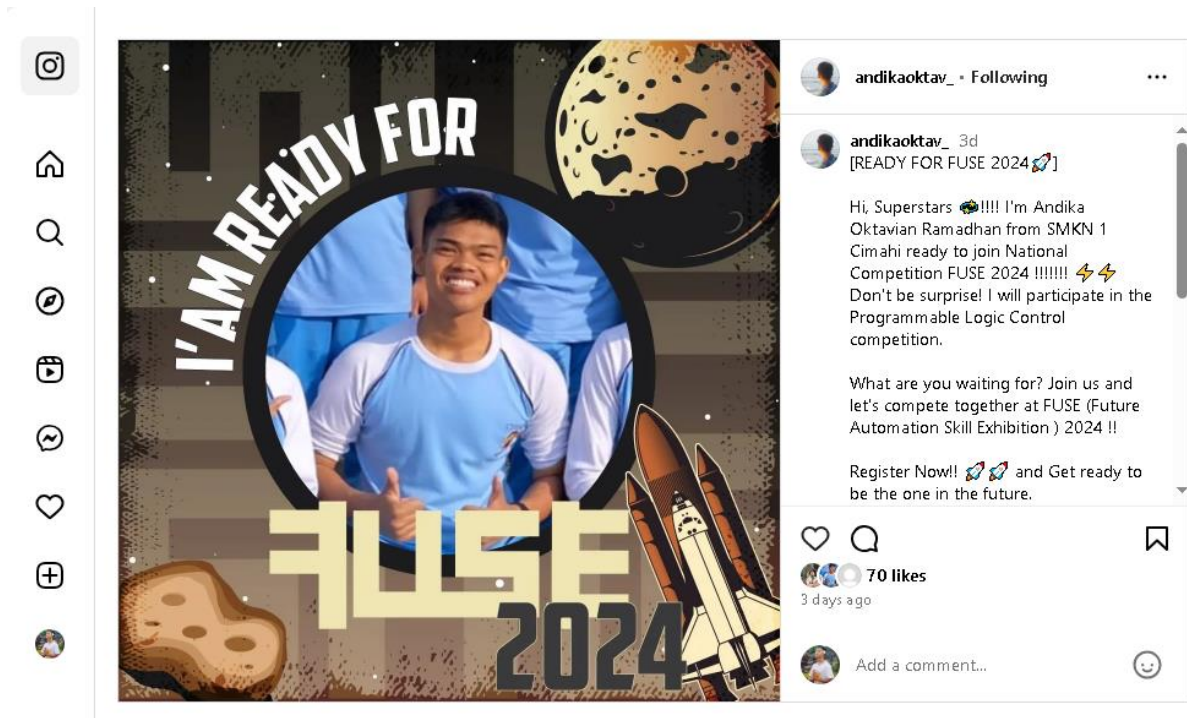 I'AM READY FOR
FUSE
2024
andikaoktav_ • Following
andikaoktav_ 3d
[READY FOR FUSE 2024🚀]
Hi, Superstars 💫!!!! I'm Andika
Oktavian Ramadhan from SMKN 1
Cimahi ready to join National
Competition FUSE 2024 !!!!!!! ⚡⚡
Don't be surprise! I will participate in the
Programmable Logic Control
competition.
What are you waiting for? Join us and
let's compete together at FUSE (Future
Automation Skill Exhibition ) 2024 !!
Register Now!! 🚀🚀 and Get ready to
be the one in the future.
70 likes
3 days ago
Add a comment...